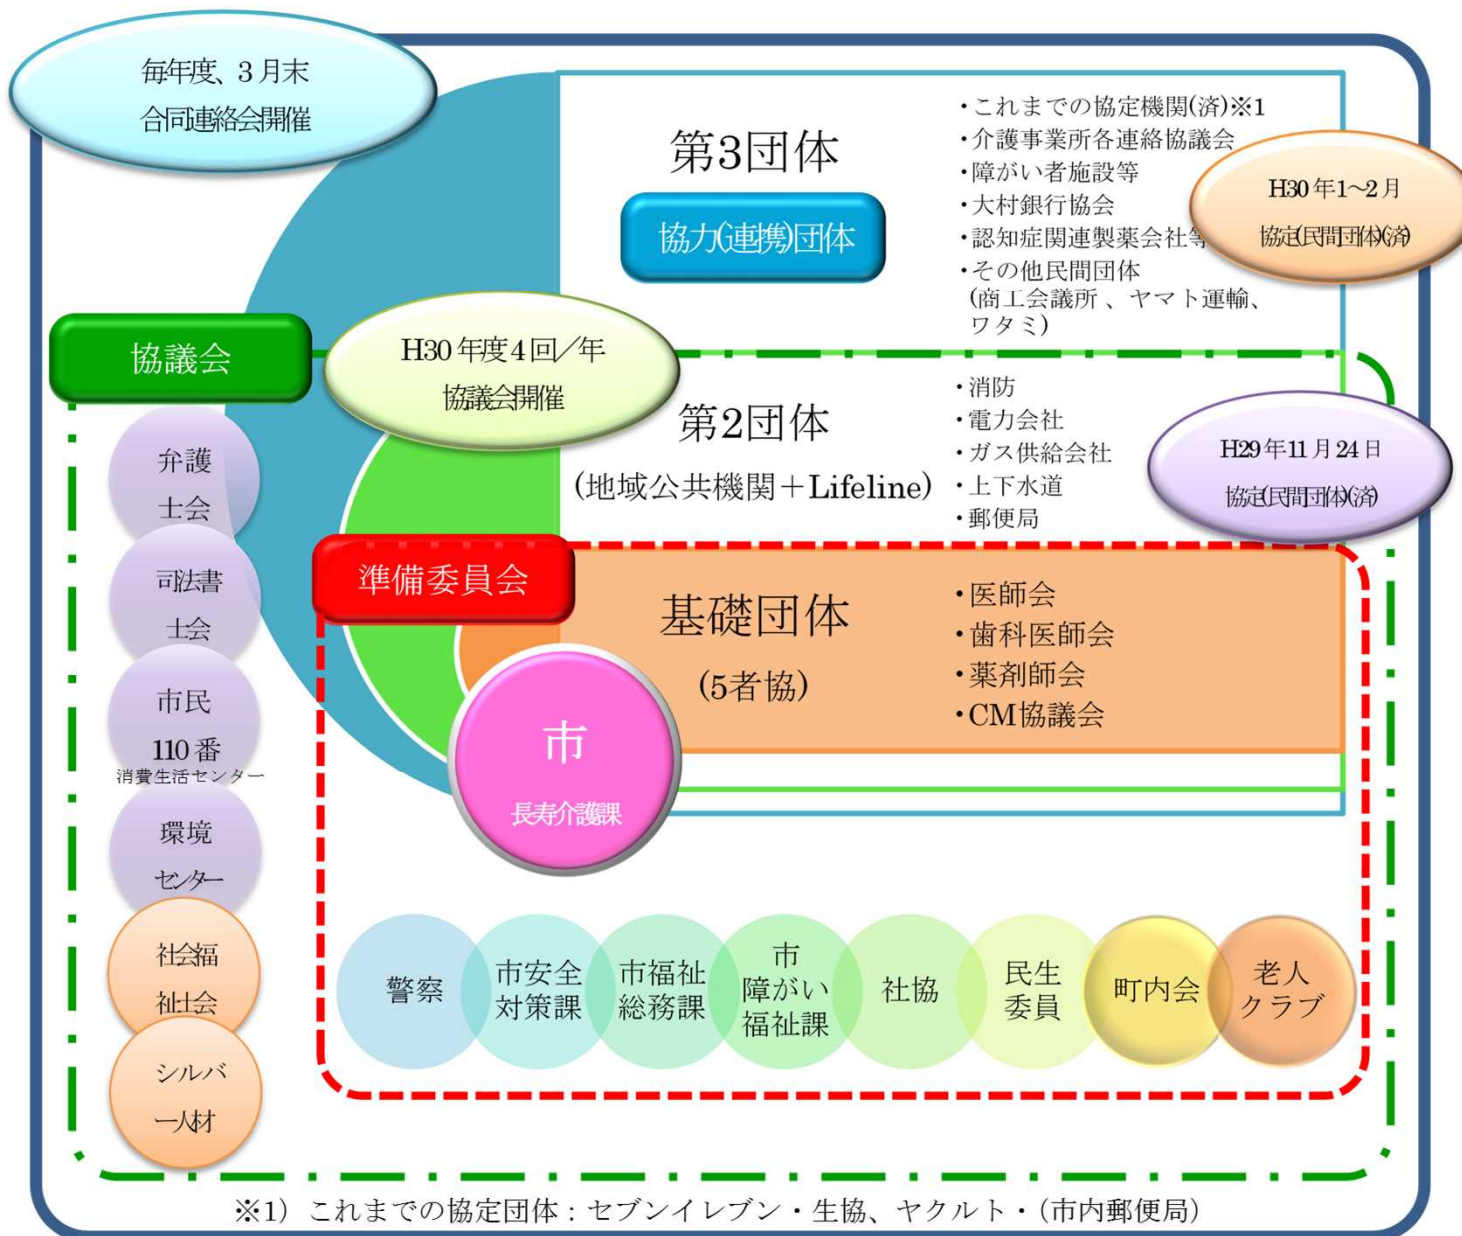 毎年度、3月末
合同連絡会開催
第3団体
協力(連携)団体
・これまでの協定機関(済)※1
・介護事業所各連絡協議会
・障がい者施設等
・大村銀行協会
・認知症関連製薬会社等
・その他民間団体
(商工会議所 、ヤマト運輸、
ワタミ)
H30年1~2月
協定(民間団体)(済)
協議会
H30年度4回/年
協議会開催
第2団体
(地域公共機関+Lifeline)
・消防
・電力会社
・ガス供給会社
・上下水道
・郵便局
H29年11月24日
協定(民間団体)(済)
準備委員会
基礎団体
(5者協)
・医師会
・歯科医師会
・薬剤師会
・CM協議会
市
長寿介護課
弁護
士会
司法書
士会
市民
110番
消費生活センター
環境
センター
社会福
祉士会
シルバ
ー人材
警察
市安全
対策課
市福祉
総務課
市
障がい
福祉課
社協
民生
委員
町内会
老人
クラブ
※1) これまでの協定団体:セブンイレブン・生協、ヤクルト・(市内郵便局)